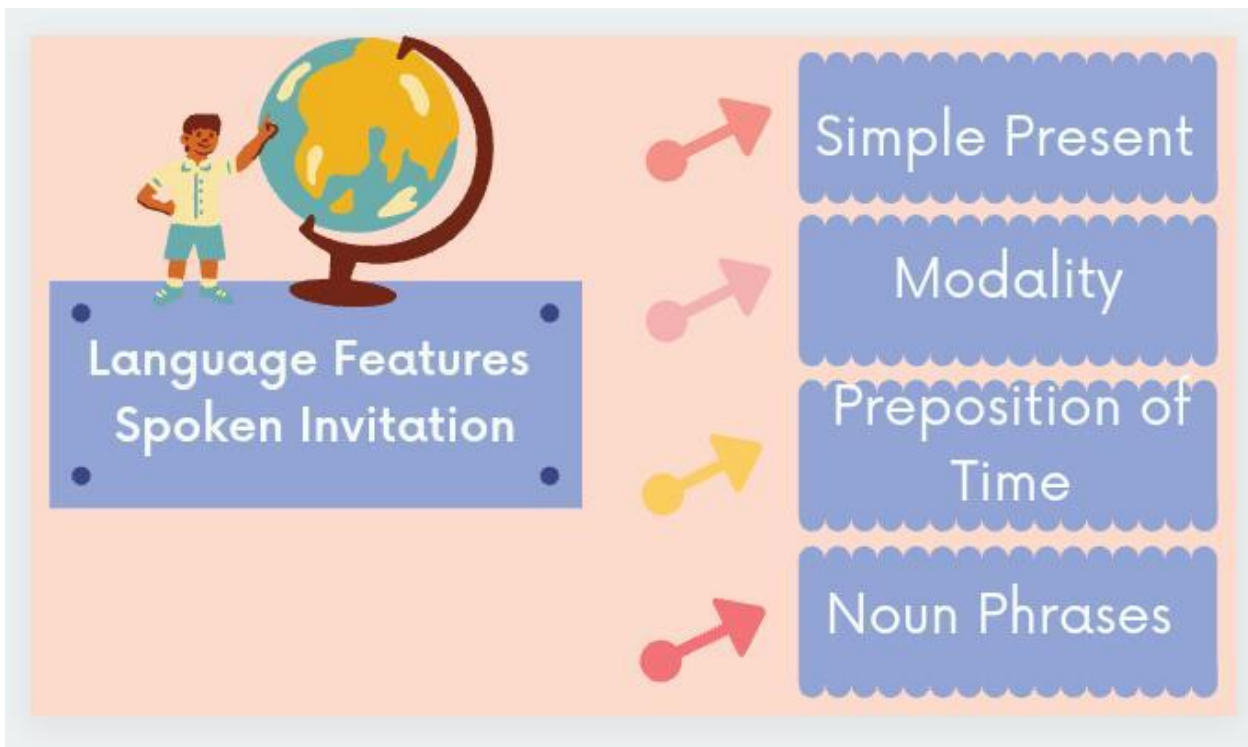 Language Features
Spoken Invitation
Simple Present
Modality
Preposition of
Time
Noun Phrases